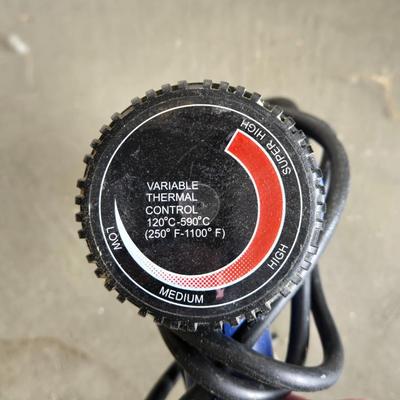 VARIABLE
THERMAL
CONTROL
120°C-590°C
(250° F-1100° F)
LOW
MEDIUM
HIGH
SUPER HIGH